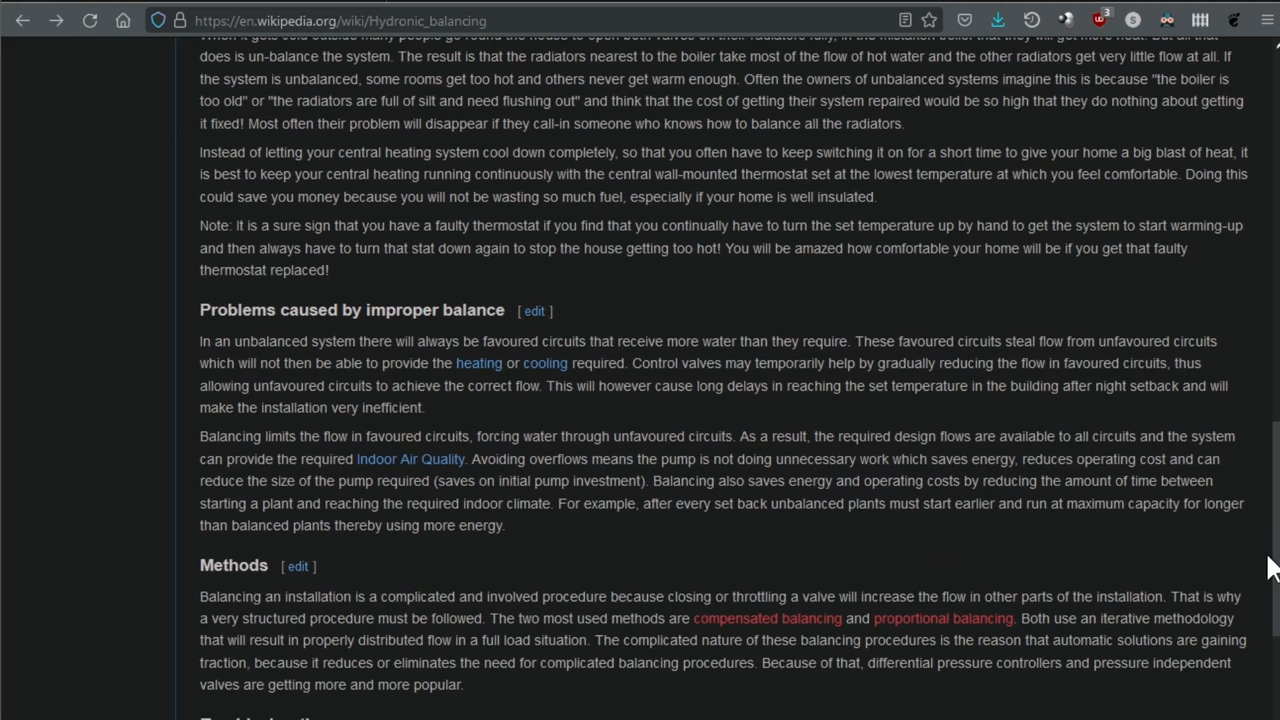 https://en.wikipedia.org/wiki/Hydronic_balancing
3
S
When it gets cold outside many people go round the house to open both valves on their radiators fully, in the mistaken belief that they will get more heat. But all that
does is un-balance the system. The result is that the radiators nearest to the boiler take most of the flow of hot water and the other radiators get very little flow at all. If
the system is unbalanced, some rooms get too hot and others never get warm enough. Often the owners of unbalanced systems imagine this is because "the boiler is
too old" or "the radiators are full of silt and need flushing out" and think that the cost of getting their system repaired would be so high that they do nothing about getting
it fixed! Most often their problem will disappear if they call-in someone who knows how to balance all the radiators.
Instead of letting your central heating system cool down completely, so that you often have to keep switching it on for a short time to give your home a big blast of heat, it
is best to keep your central heating running continuously with the central wall-mounted thermostat set at the lowest temperature at which you feel comfortable. Doing this
could save you money because you will not be wasting so much fuel, especially if your home is well insulated.
Note: It is a sure sign that you have a faulty thermostat if you find that you continually have to turn the set temperature up by hand to get the system to start warming-up
and then always have to turn that stat down again to stop the house getting too hot! You will be amazed how comfortable your home will be if you get that faulty
thermostat replaced!
Problems caused by improper balance [ edit ]
In an unbalanced system there will always be favoured circuits that receive more water than they require. These favoured circuits steal flow from unfavoured circuits
which will not then be able to provide the heating or cooling required. Control valves may temporarily help by gradually reducing the flow in favoured circuits, thus
allowing unfavoured circuits to achieve the correct flow. This will however cause long delays in reaching the set temperature in the building after night setback and will
make the installation very inefficient.
Balancing limits the flow in favoured circuits, forcing water through unfavoured circuits. As a result, the required design flows are available to all circuits and the system
can provide the required Indoor Air Quality. Avoiding overflows means the pump is not doing unnecessary work which saves energy, reduces operating cost and can
reduce the size of the pump required (saves on initial pump investment). Balancing also saves energy and operating costs by reducing the amount of time between
starting a plant and reaching the required indoor climate. For example, after every set back unbalanced plants must start earlier and run at maximum capacity for longer
than balanced plants thereby using more energy.
Methods [ edit ]
Balancing an installation is a complicated and involved procedure because closing or throttling a valve will increase the flow in other parts of the installation. That is why
a very structured procedure must be followed. The two most used methods are compensated balancing and proportional balancing. Both use an iterative methodology
that will result in properly distributed flow in a full load situation. The complicated nature of these balancing procedures is the reason that automatic solutions are gaining
traction, because it reduces or eliminates the need for complicated balancing procedures. Because of that, differential pressure controllers and pressure independent
valves are getting more and more popular.